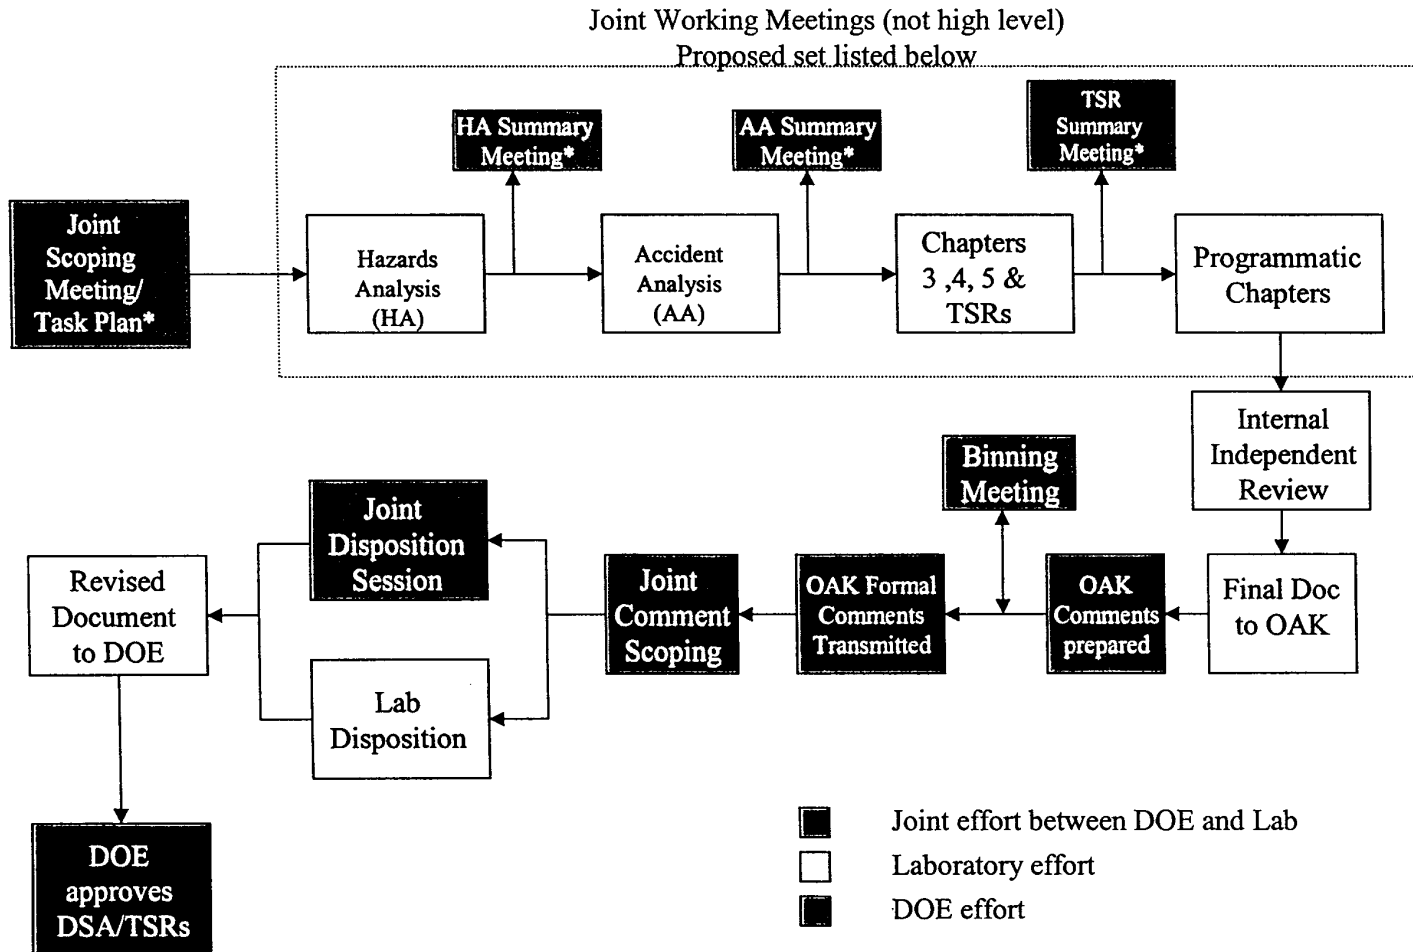 Joint Working Meetings (not high level)
Proposed set listed below
HA Summary
Meeting*
AA Summary
Meeting*
TSR
Summary
Meeting*
Joint
Scoping
Meeting/
Task Plan*
Hazards
Analysis
(HA)
Accident
Analysis
(AA)
Chapters
3 ,4, 5 &
TSRs
Programmatic
Chapters
Internal
Independent
Review
Final Doc
to OAK
OAK
Comments
prepared
Binning
Meeting
OAK Formal
Comments
Transmitted
Joint
Comment
Scoping
Joint
Disposition
Session
Lab
Disposition
Revised
Document
to DOE
DOE
approves
DSA/TSRs
Joint effort between DOE and Lab
Laboratory effort
DOE effort